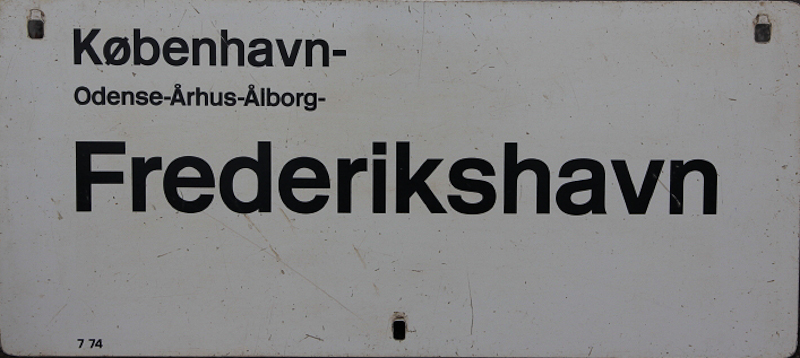 København-
Odense-Århus-Ålborg-
Frederikshavn
7 74